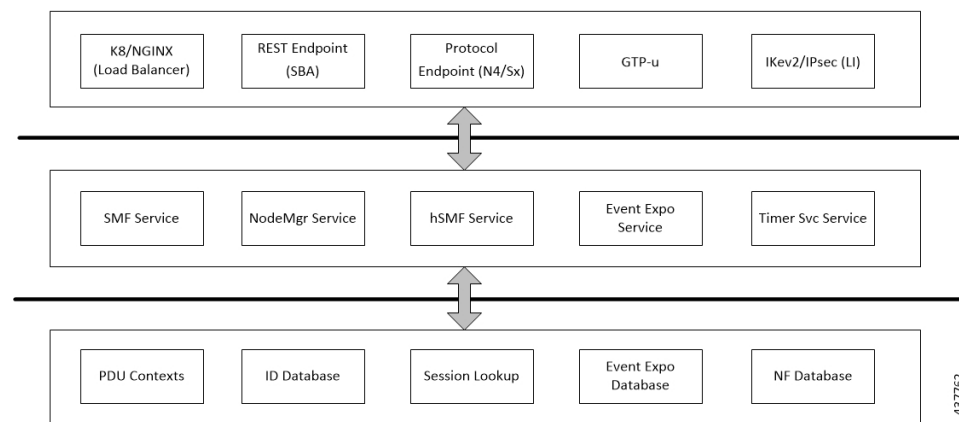 K8/NGINX
(Load Balancer)
REST Endpoint
(SBA)
Protocol
Endpoint (N4/Sx)
GTP-u
IKev2/IPsec (LI)
SMF Service
NodeMgr Service
hSMF Service
Event Expo
Service
Timer Svc Service
PDU Contexts
ID Database
Session Lookup
Event Expo
Database
NF Database
437762